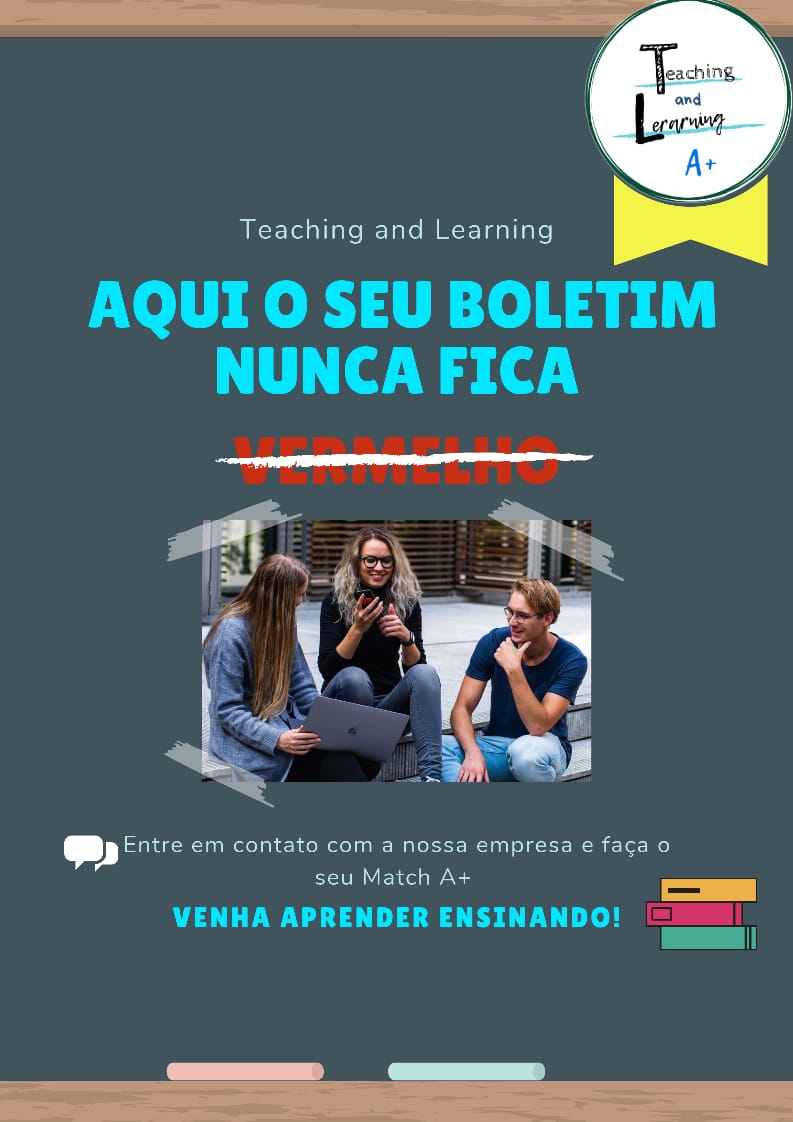 Teaching
and
Lerarning
A+
Teaching and Learning
AQUI O SEU BOLETIM
NUNCA FICA
VERMELHO
Entre em contato com a nossa empresa e faça o
seu Match A+
VENHA APRENDER ENSINANDO!